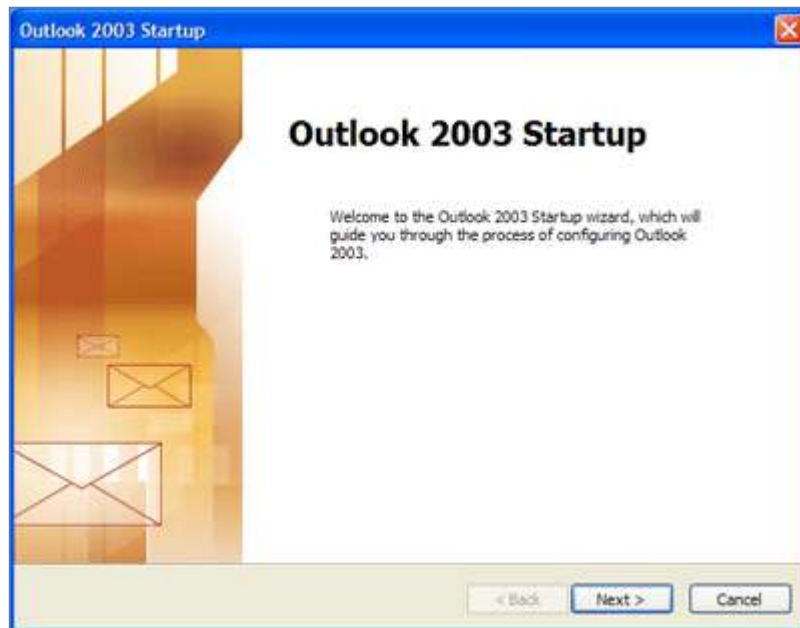 Outlook 2003 Startup
Outlook 2003 Startup
Welcome to the Outlook 2003 Startup wizard, which will
guide you through the process of configuring Outlook
2003.
< Back Next > Cancel